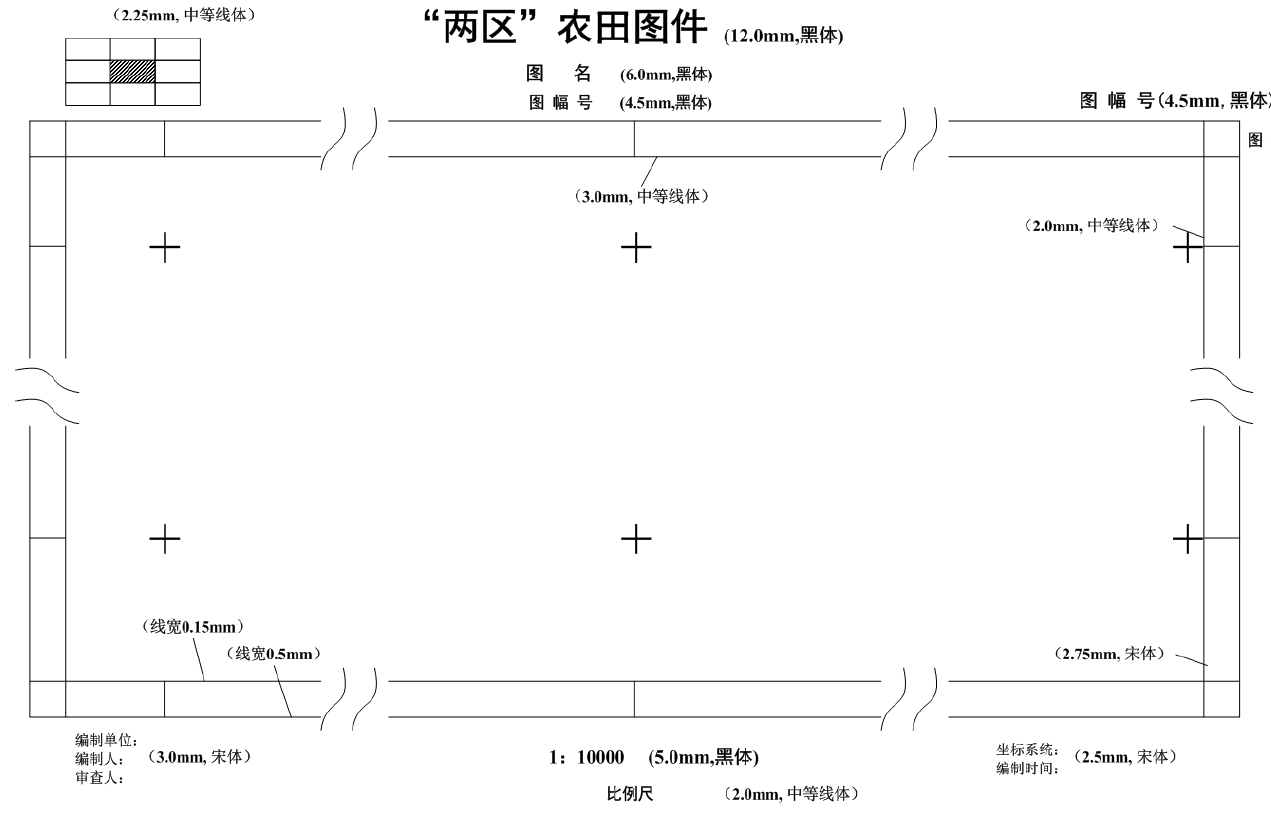 （2.25mm, 中等线体）
“两区” 农田图件 (12.0mm,黑体)
图 名 (6.0mm,黑体)
图 幅 号 (4.5mm,黑体)
图 幅 号(4.5mm, 黑体)
图
（3.0mm, 中等线体）
（2.0mm, 中等线体）
（线宽0.15mm）
（线宽0.5mm）
（2.75mm, 宋体）
编制单位：
编制人： （3.0mm, 宋体）
审查人：
1： 10000 (5.0mm,黑体)
比例尺 （2.0mm, 中等线体）
坐标系统：
编制时间： （2.5mm, 宋体）